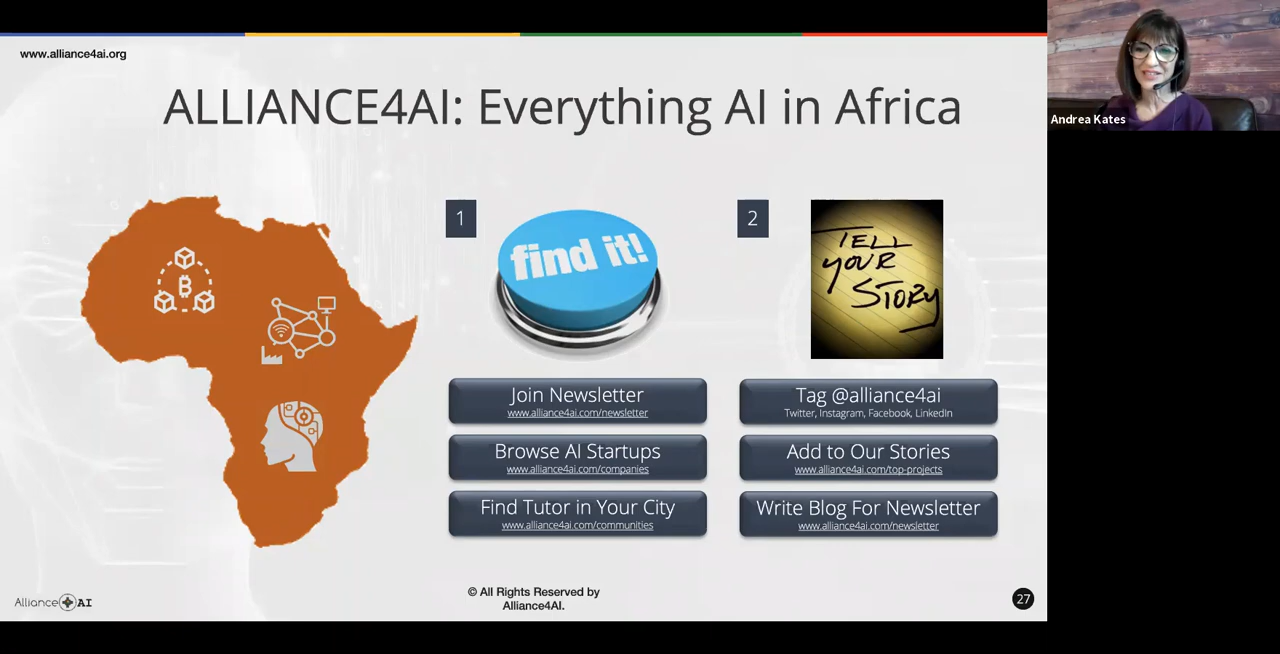 www.alliance4ai.org
Andrea Kates
ALLIANCE4AI: Everything AI in Africa
1
find it!
2
TELL
YOUR
STORY
B
Join Newsletter
www.alliance4ai.com/newsletter
Browse AI Startups
www.alliance4ai.com/companies
Find Tutor in Your City
www.alliance4ai.com/communities
Tag @alliance4ai
Twitter, Instagram, Facebook, LinkedIn
Add to Our Stories
www.alliance4ai.com/top-projects
Write Blog For Newsletter
www.alliance4ai.com/newsletter
Alliance AI
© All Rights Reserved by
Alliance4AI.
27